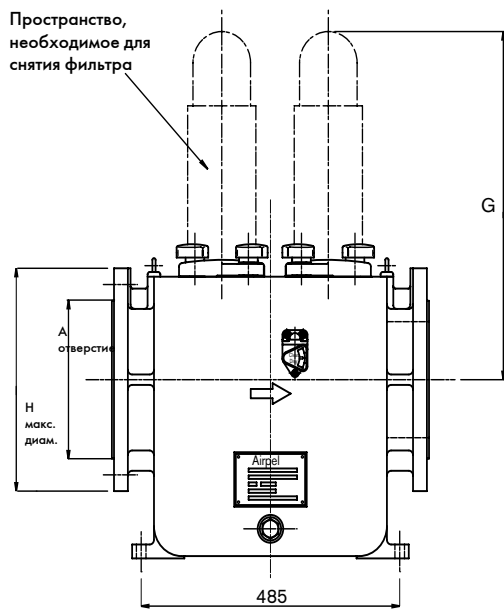 Пространство,
необходимое для
снятия фильтра
G
A
отверстие
H
макс.
диам.
Airpel
485